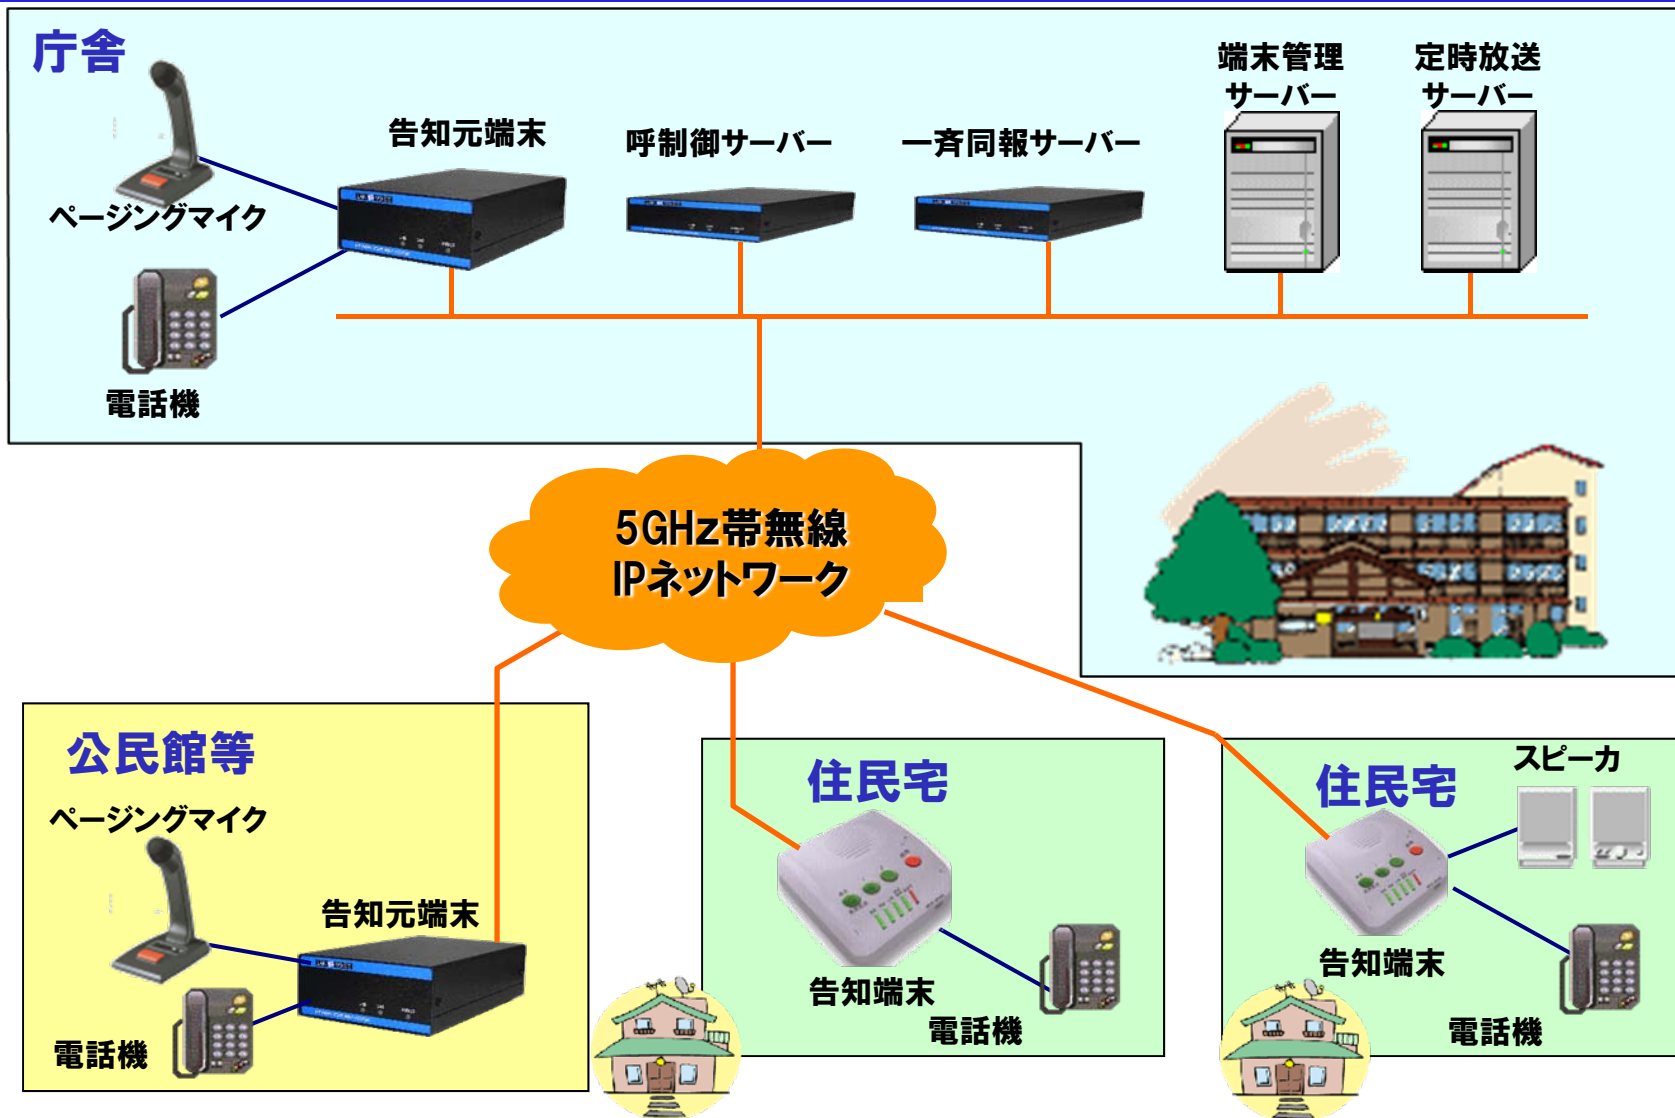 庁舎
端末管理
サーバー
定時放送
サーバー
告知元端末
呼制御サーバー
一斉同報サーバー
ページングマイク
電話機
5GHz帯無線
IPネットワーク
公民館等
ページングマイク
告知元端末
電話機
住民宅
告知端末
電話機
住民宅
スピーカ
告知端末
電話機